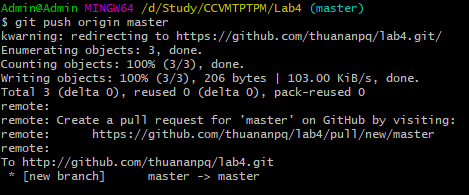 Admin@Admin MINGW64 /d/Study/CCVMTPTPM/Lab4 (master)
$ git push origin master
kwarning: redirecting to https://github.com/thuananpq/lab4.git/
Enumerating objects: 3, done.
Counting objects: 100% (3/3), done.
Writing objects: 100% (3/3), 206 bytes | 103.00 KiB/s, done.
Total 3 (delta 0), reused 0 (delta 0), pack-reused 0
remote:
remote: Create a pull request for 'master' on GitHub by visiting:
remote:      https://github.com/thuananpq/lab4/pull/new/master
remote:
To http://github.com/thuananpq/lab4.git
 * [new branch]      master -> master